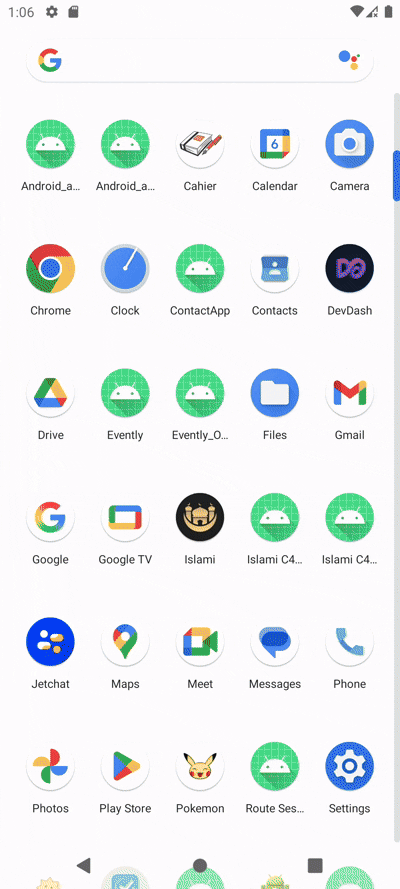 1:06
Android_a...
Android_a...
Cahier
Calendar
Camera
6
Chrome
Clock
ContactApp
Contacts
DevDash
Drive
Evently
Evently_O...
Files
Gmail
Google
Google TV
Islami
Islami C4...
Islami C4...
Jetchat
Maps
Meet
Messages
Phone
Photos
Play Store
Pokemon
Route Ses...
Settings